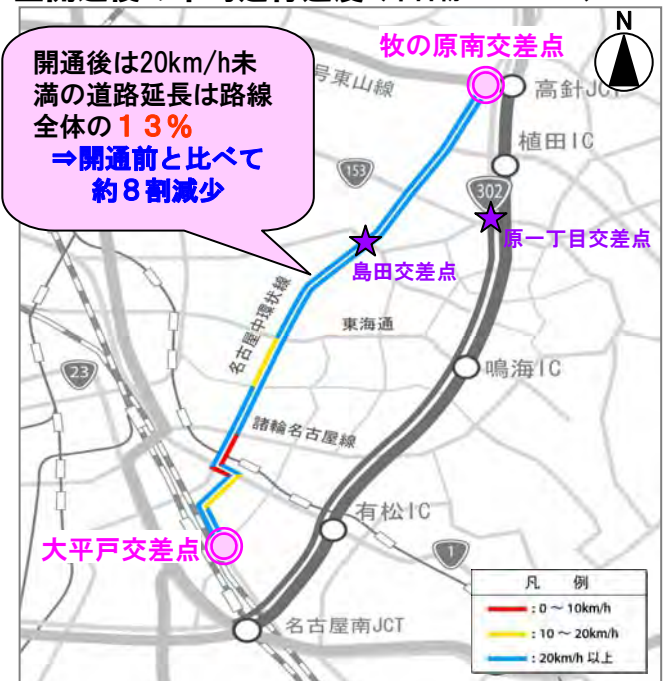 牧の原南交差点
N
開通後は20km/h未
満の道路延長は路線
全体の13%
⇒開通前と比べて
約8割減少
号東山線
高針JCT
植田IC
153
302
原一丁目交差点
島田交差点
名古屋中環状線
東海通
23
鳴海IC
諸輪名古屋線
有松IC
大平戸交差点
1
名古屋南JCT
凡 例
:0 ～ 10km/h
:10 ～ 20km/h
:20km/h 以上